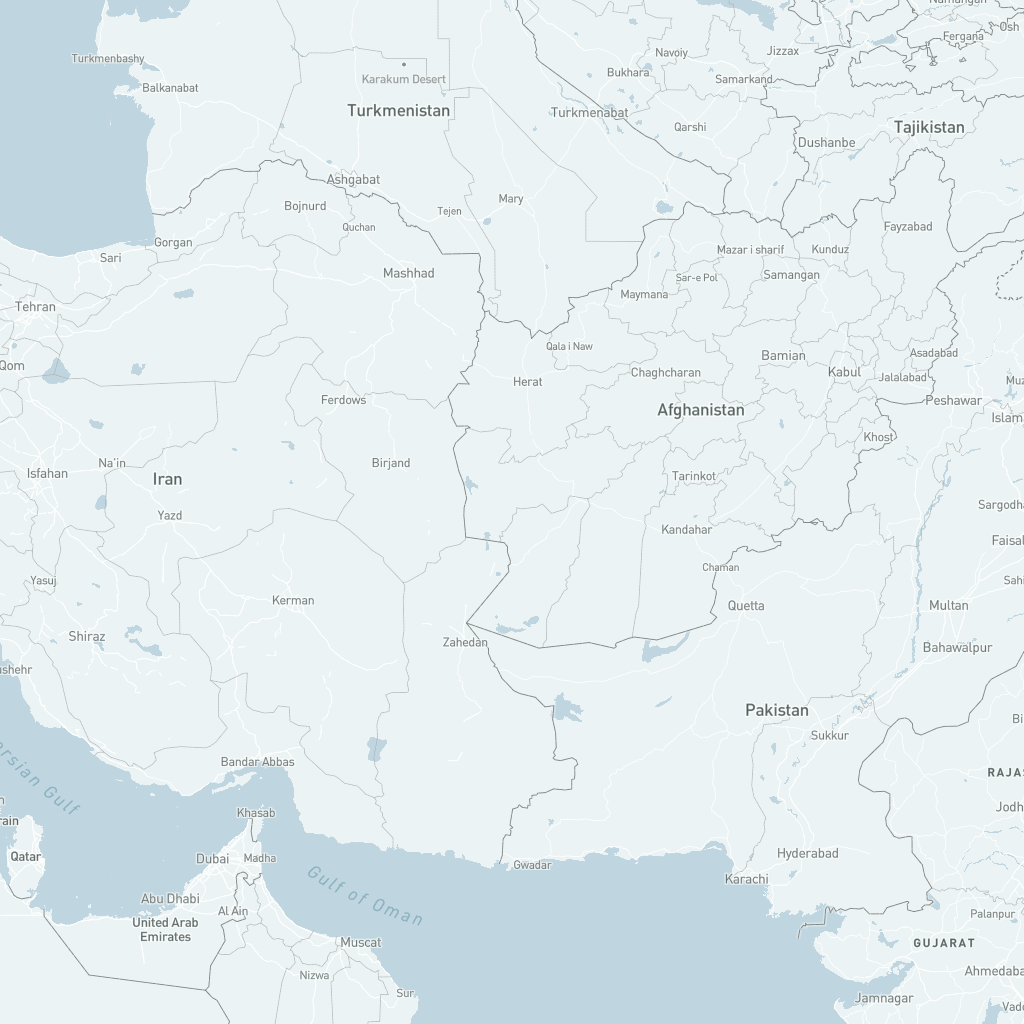 Namangan
Osh
Fergana
Navoiy
Jizzax
Turkmenbashy
Bukhara
Samarkand
Karakum Desert
Balkanabat
Turkmenistan
Turkmenabat
Qarshi
Tajikistan
Dushanbe
Ashgabat
Mary
Bojnurd
Tejen
Quchan
Fayzabad
Gorgan
Mazar i sharif
Kunduz
Sari
Mashhad
Sar-e Pol
Samangan
Maymana
Tehran
Qala i Naw
Asadabad
Bamian
Qom
Chaghcharan
Kabul
Jalalabad
Herat
Ferdows
Peshawar
Afghanistan
Khost
Na'in
Birjand
Isfahan
Iran
Tarinkot
Yazd
Kandahar
Chaman
Yasuj
Kerman
Quetta
Multan
Shiraz
Zahedan
Bahawalpur
Pakistan
Sukkur
Bandar Abbas
Khasab
Qatar
Dubai
Madha
Gwadar
Hyderabad
Karachi
Gulf of Oman
Abu Dhabi
Al Ain
United Arab
Emirates
Palanpur
Muscat
GUJARAT
Nizwa
Sur
Jamnagar